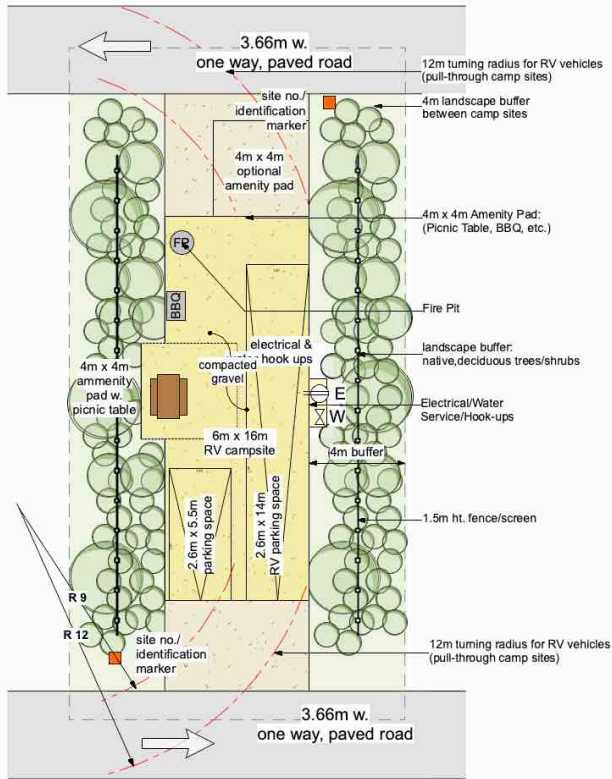 3.66m w.
one way, paved road
12m turning radius for RV vehicles
(pull-through camp sites)
site no./
identification
marker
4m landscape buffer
between camp sites
4m x 4m
optional
amenity pad
4m x 4m Amenity Pad:
(Picnic Table, BBQ, etc.)
FP
BBQ
Fire Pit
electrical &
water hook ups
compacted
gravel
landscape buffer:
native,deciduous trees/shrubs
4m x 4m
ammenity
pad w.
picnic table
E
W
Electrical/Water
Service/Hook-ups
6m x 16m
RV campsite
4m buffer
2.6m x 5.5m
parking space
2.6m x 14m
RV parking space
1.5m ht. fence/screen
R 9
R 12
site no./
identification
marker
12m turning radius for RV vehicles
(pull-through camp sites)
3.66m w.
one way, paved road